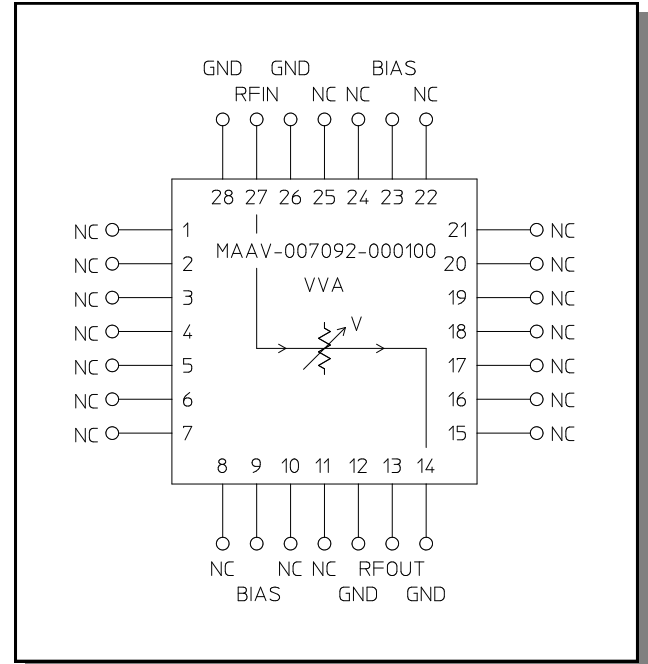 GND GND BIAS
RFIN NC NC NC
28 27 26 25 24 23 22
NC 1 21 NC
MAAV-007092-000100
NC 2 20 NC
VVA
NC 3 19 NC
V
NC 4 18 NC
NC 5 17 NC
NC 6 16 NC
NC 7 15 NC
8 9 10 11 12 13 14
NC NC NC RFOUT
BIAS GND GND